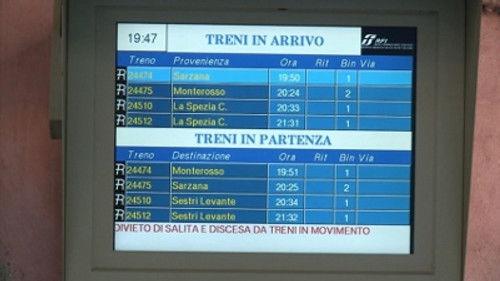 19:47 TRENI IN ARRIVO RFI
Treno Provenienza Ora Rit Bin Via
R 24474 Sarzana 19:50 1
R 24475 Monterosso 20:24 2
R 24510 La Spezia C. 20:33 1
R 24512 La Spezia C. 21:31 1
TRENI IN PARTENZA
Treno Destinazione Ora Rit Bin Via
R 24474 Monterosso 19:51 1
R 24475 Sarzana 20:25 2
R 24510 Sestri Levante 20:34 1
R 24512 Sestri Levante 21:32 1
DIVIETO DI SALITA E DISCESA DA TRENI IN MOVIMENTO